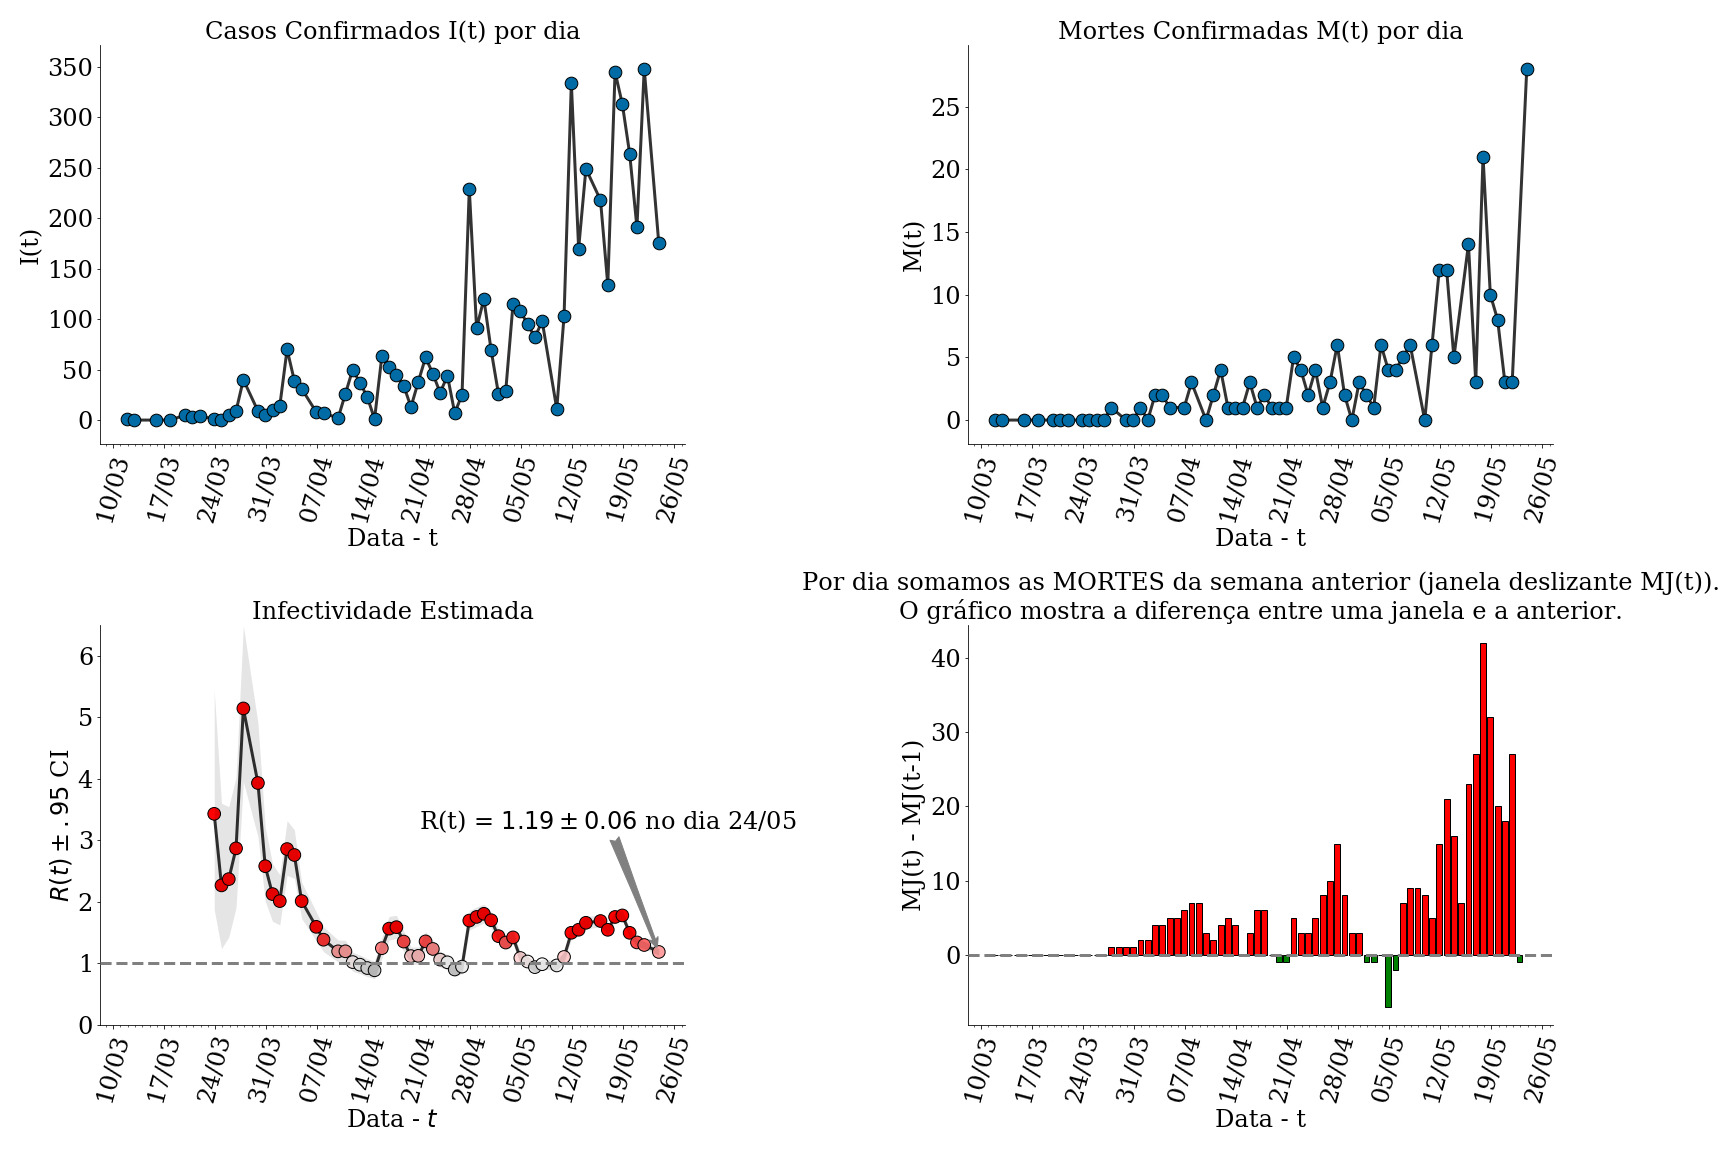 Casos Confirmados I(t) por dia
I(t)
350
300
250
200
150
100
50
0
10/03 17/03 24/03 31/03 07/04 14/04 21/04 28/04 05/05 12/05 19/05 26/05
Data - t
Mortes Confirmadas M(t) por dia
M(t)
25
20
15
10
5
0
10/03 17/03 24/03 31/03 07/04 14/04 21/04 28/04 05/05 12/05 19/05 26/05
Data - t
Infectividade Estimada
R(t) ± .95 CI
6
5
4
3
2
1
0
R(t) = 1.19 ± 0.06 no dia 24/05
10/03 17/03 24/03 31/03 07/04 14/04 21/04 28/04 05/05 12/05 19/05 26/05
Data - t
Por dia somamos as MORTES da semana anterior (janela deslizante MJ(t)).
O gráfico mostra a diferença entre uma janela e a anterior.
MJ(t) - MJ(t-1)
40
30
20
10
0
10/03 17/03 24/03 31/03 07/04 14/04 21/04 28/04 05/05 12/05 19/05 26/05
Data - t